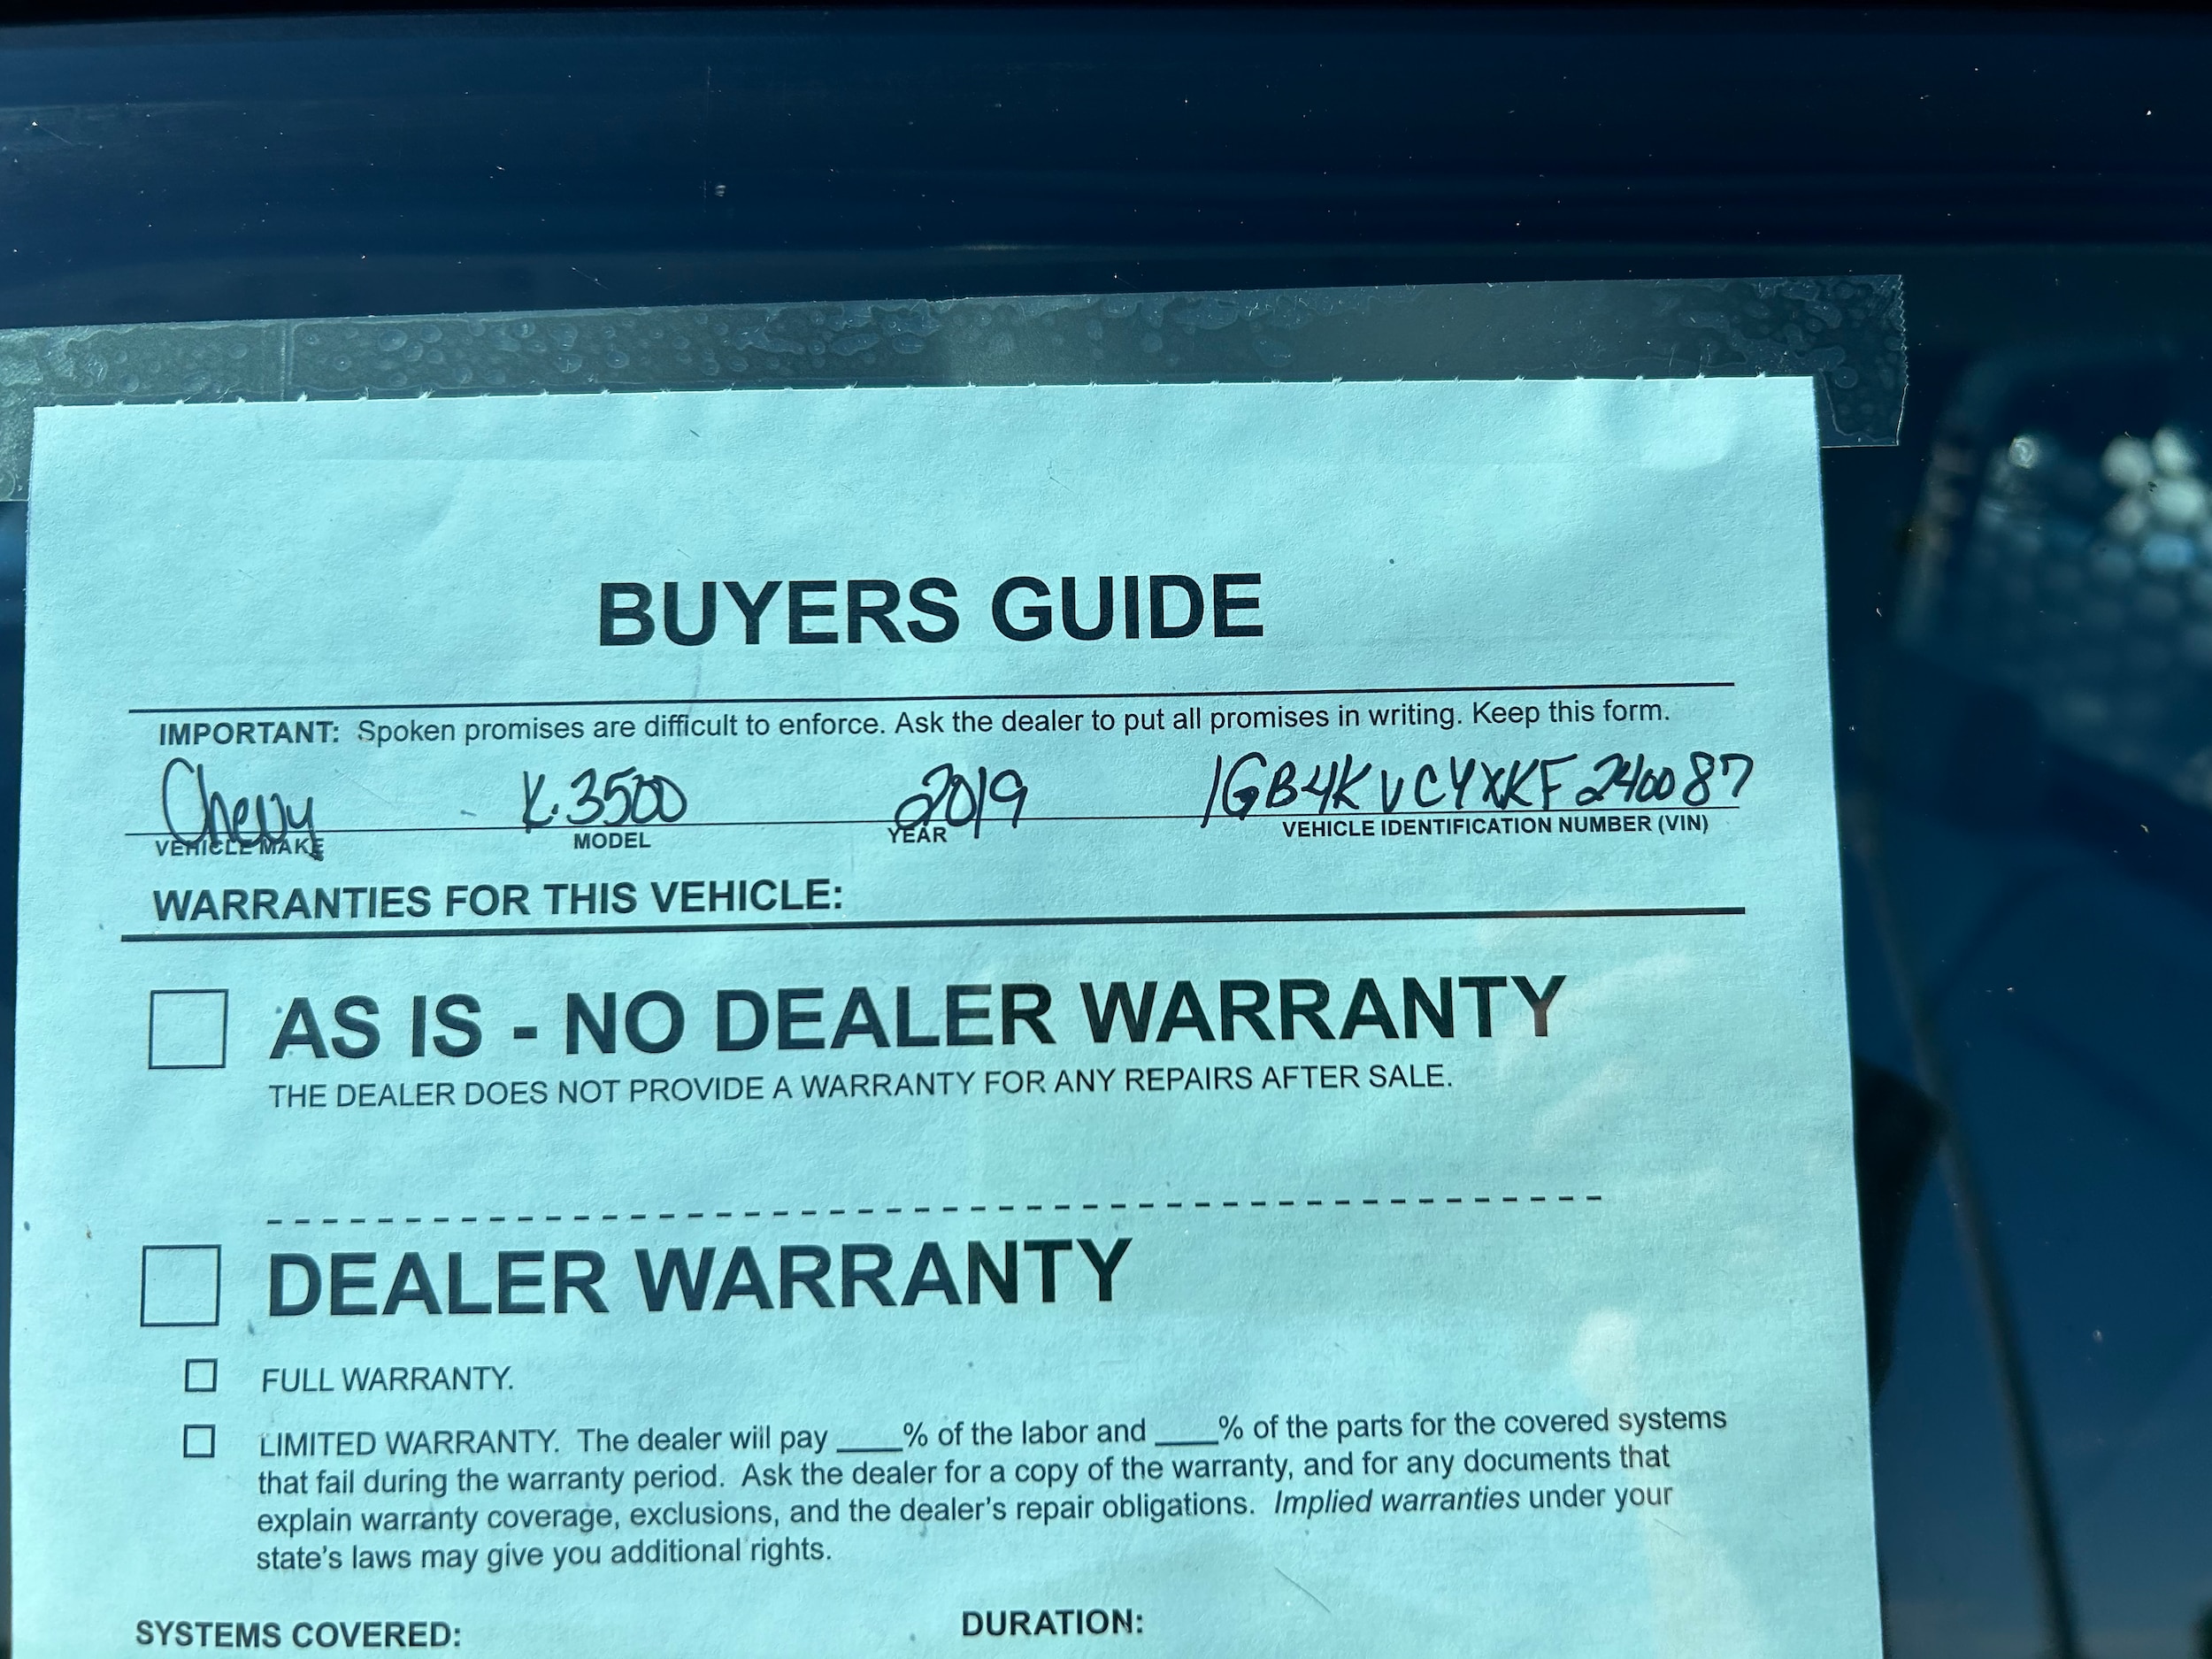 BUYERS GUIDE
IMPORTANT: Spoken promises are difficult to enforce. Ask the dealer to put all promises in writing. Keep this form.
Chevy K.3500 2019 1GB4KVCYXKF240087
VEHICLE MAKE MODEL YEAR VEHICLE IDENTIFICATION NUMBER (VIN)
WARRANTIES FOR THIS VEHICLE:
AS IS - NO DEALER WARRANTY
THE DEALER DOES NOT PROVIDE A WARRANTY FOR ANY REPAIRS AFTER SALE.
DEALER WARRANTY
FULL WARRANTY.
LIMITED WARRANTY. The dealer will pay ____% of the labor and ____% of the parts for the covered systems
that fail during the warranty period. Ask the dealer for a copy of the warranty, and for any documents that
explain warranty coverage, exclusions, and the dealer's repair obligations. Implied warranties under your
state's laws may give you additional rights.
SYSTEMS COVERED: DURATION: